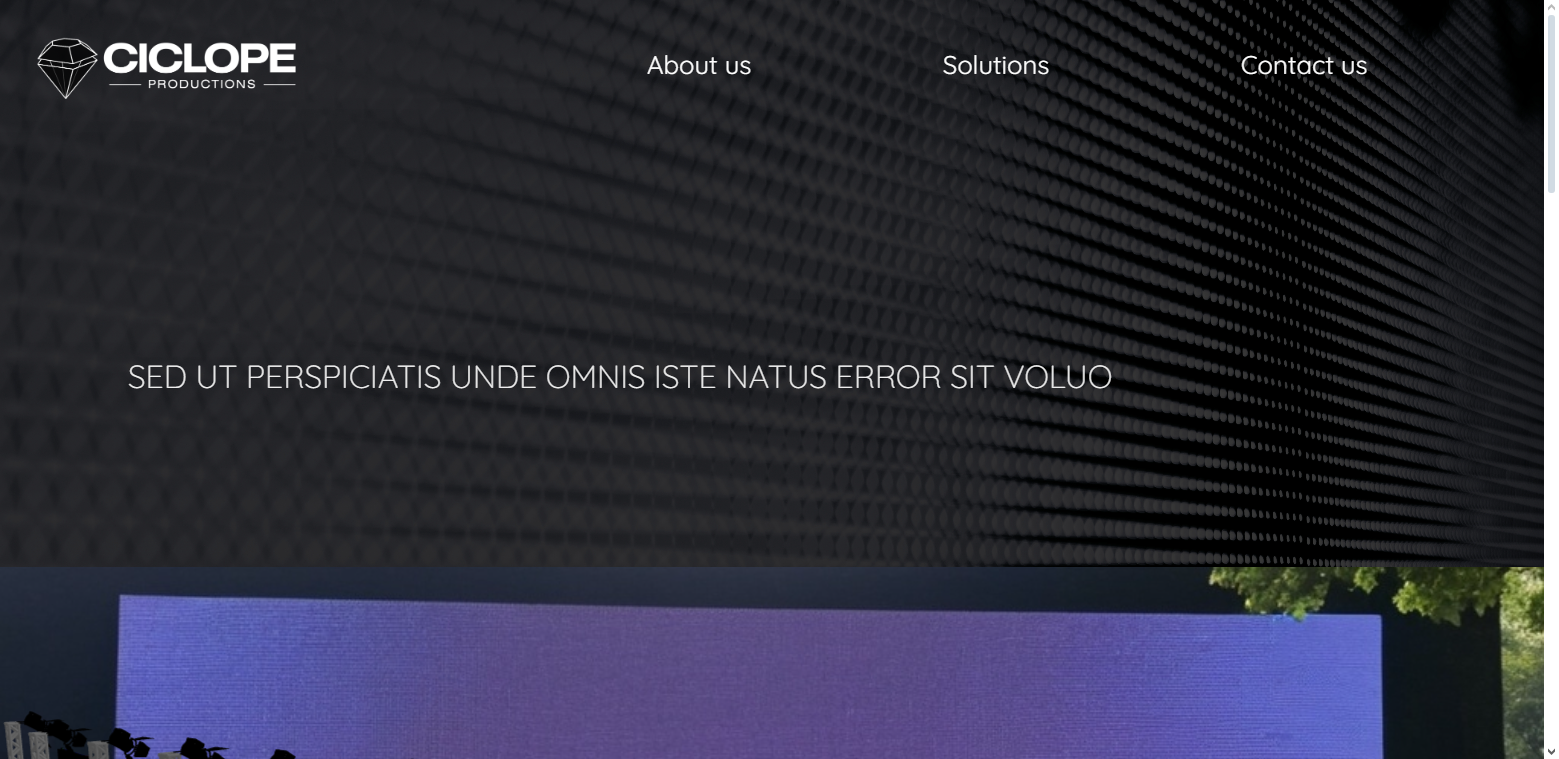 CICLOPE
PRODUCTIONS
About us
Solutions
Contact us
SED UT PERSPICIATIS UNDE OMNIS ISTE NATUS ERROR SIT VOLUO